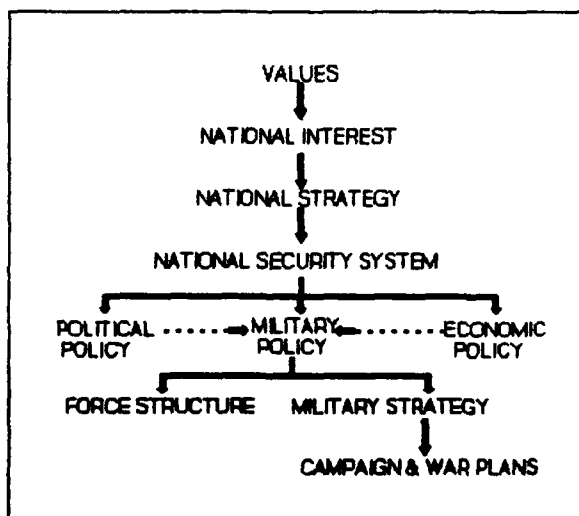 VALUES
NATIONAL INTEREST
NATIONAL STRATEGY
NATIONAL SECURITY SYSTEM
POLITICAL POLICY
MILITARY POLICY
ECONOMIC POLICY
FORCE STRUCTURE
MILITARY STRATEGY
CAMPAIGN & WAR PLANS